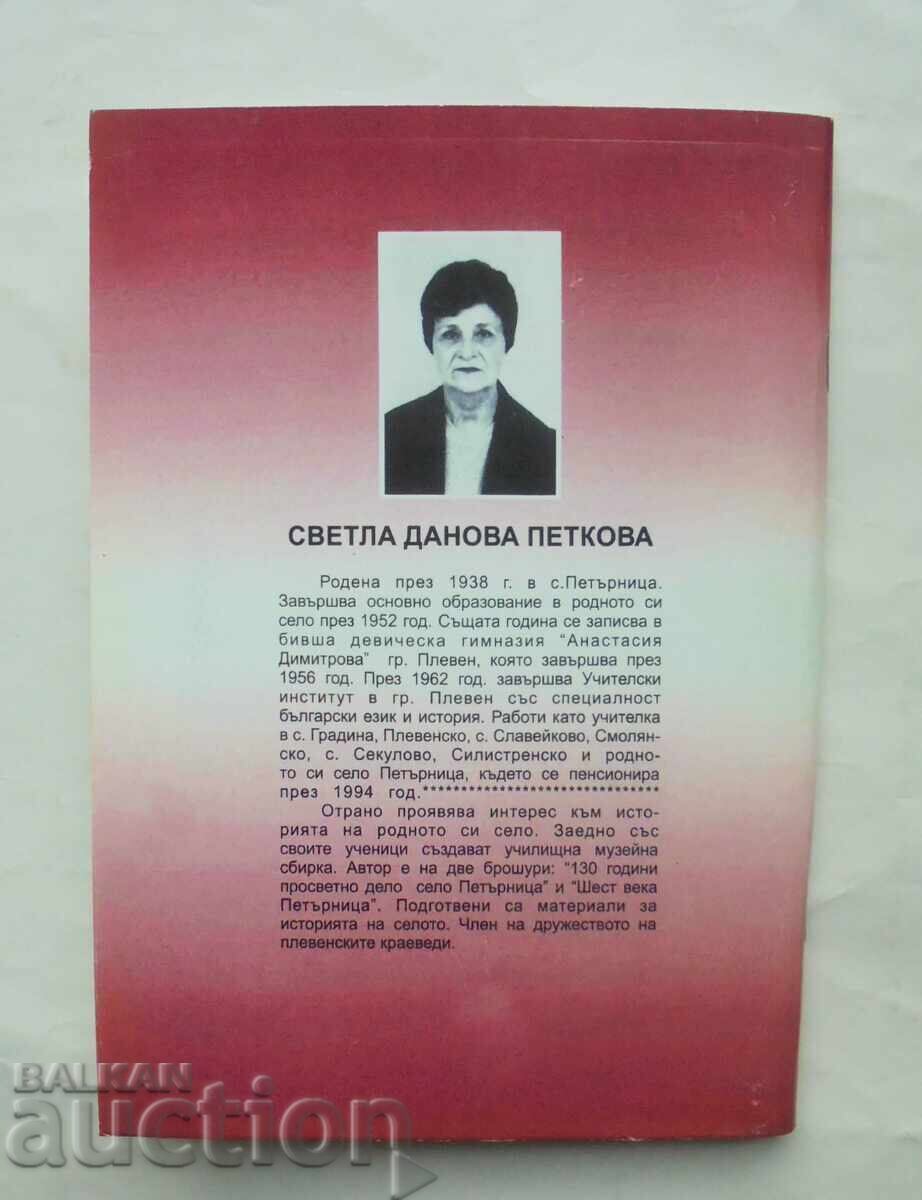 СВЕТЛА ДАНОВА ПЕТКОВА
Родена през 1938 г. в с.Петърница.
Завършва основно образование в родното си
село през 1952 год. Същата година се записва в
бивша девическа гимназия "Анастасия
Димитрова" гр. Плевен, която завършва през
1956 год. През 1962 год. завършва Учителски
институт в гр. Плевен със специалност
български език и история. Работи като учителка
в с. Градина, Плевенско, с. Славейково, Смолян-
ско, с. Секулово, Силистренско и родно-
то си село Петърница, където се пенсионира
през 1994 год.*******************************
Отрано проявява интерес към исто-
рията на родното си село. Заедно със
своите ученици създават училищна музейна
сбирка. Автор е на две брошури: "130 години
просветно дело село Петърница" и "Шест века
Петърница". Подготвени са материали за
историята на селото. Член на дружеството на
плевенските краеведи.
BALKAN
auction